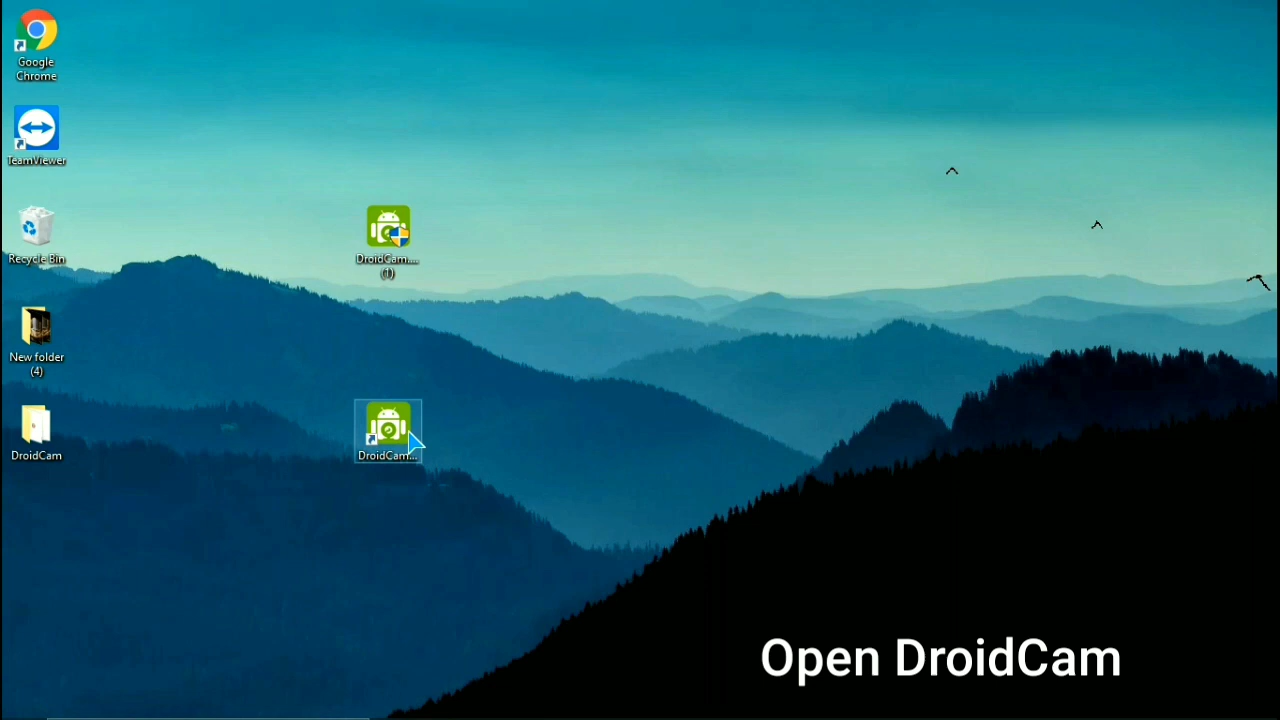 Google
Chrome
TeamViewer
Recycle Bin
DroidCam....
(1)
New folder
(4)
DroidCam
DroidCam...
Open DroidCam